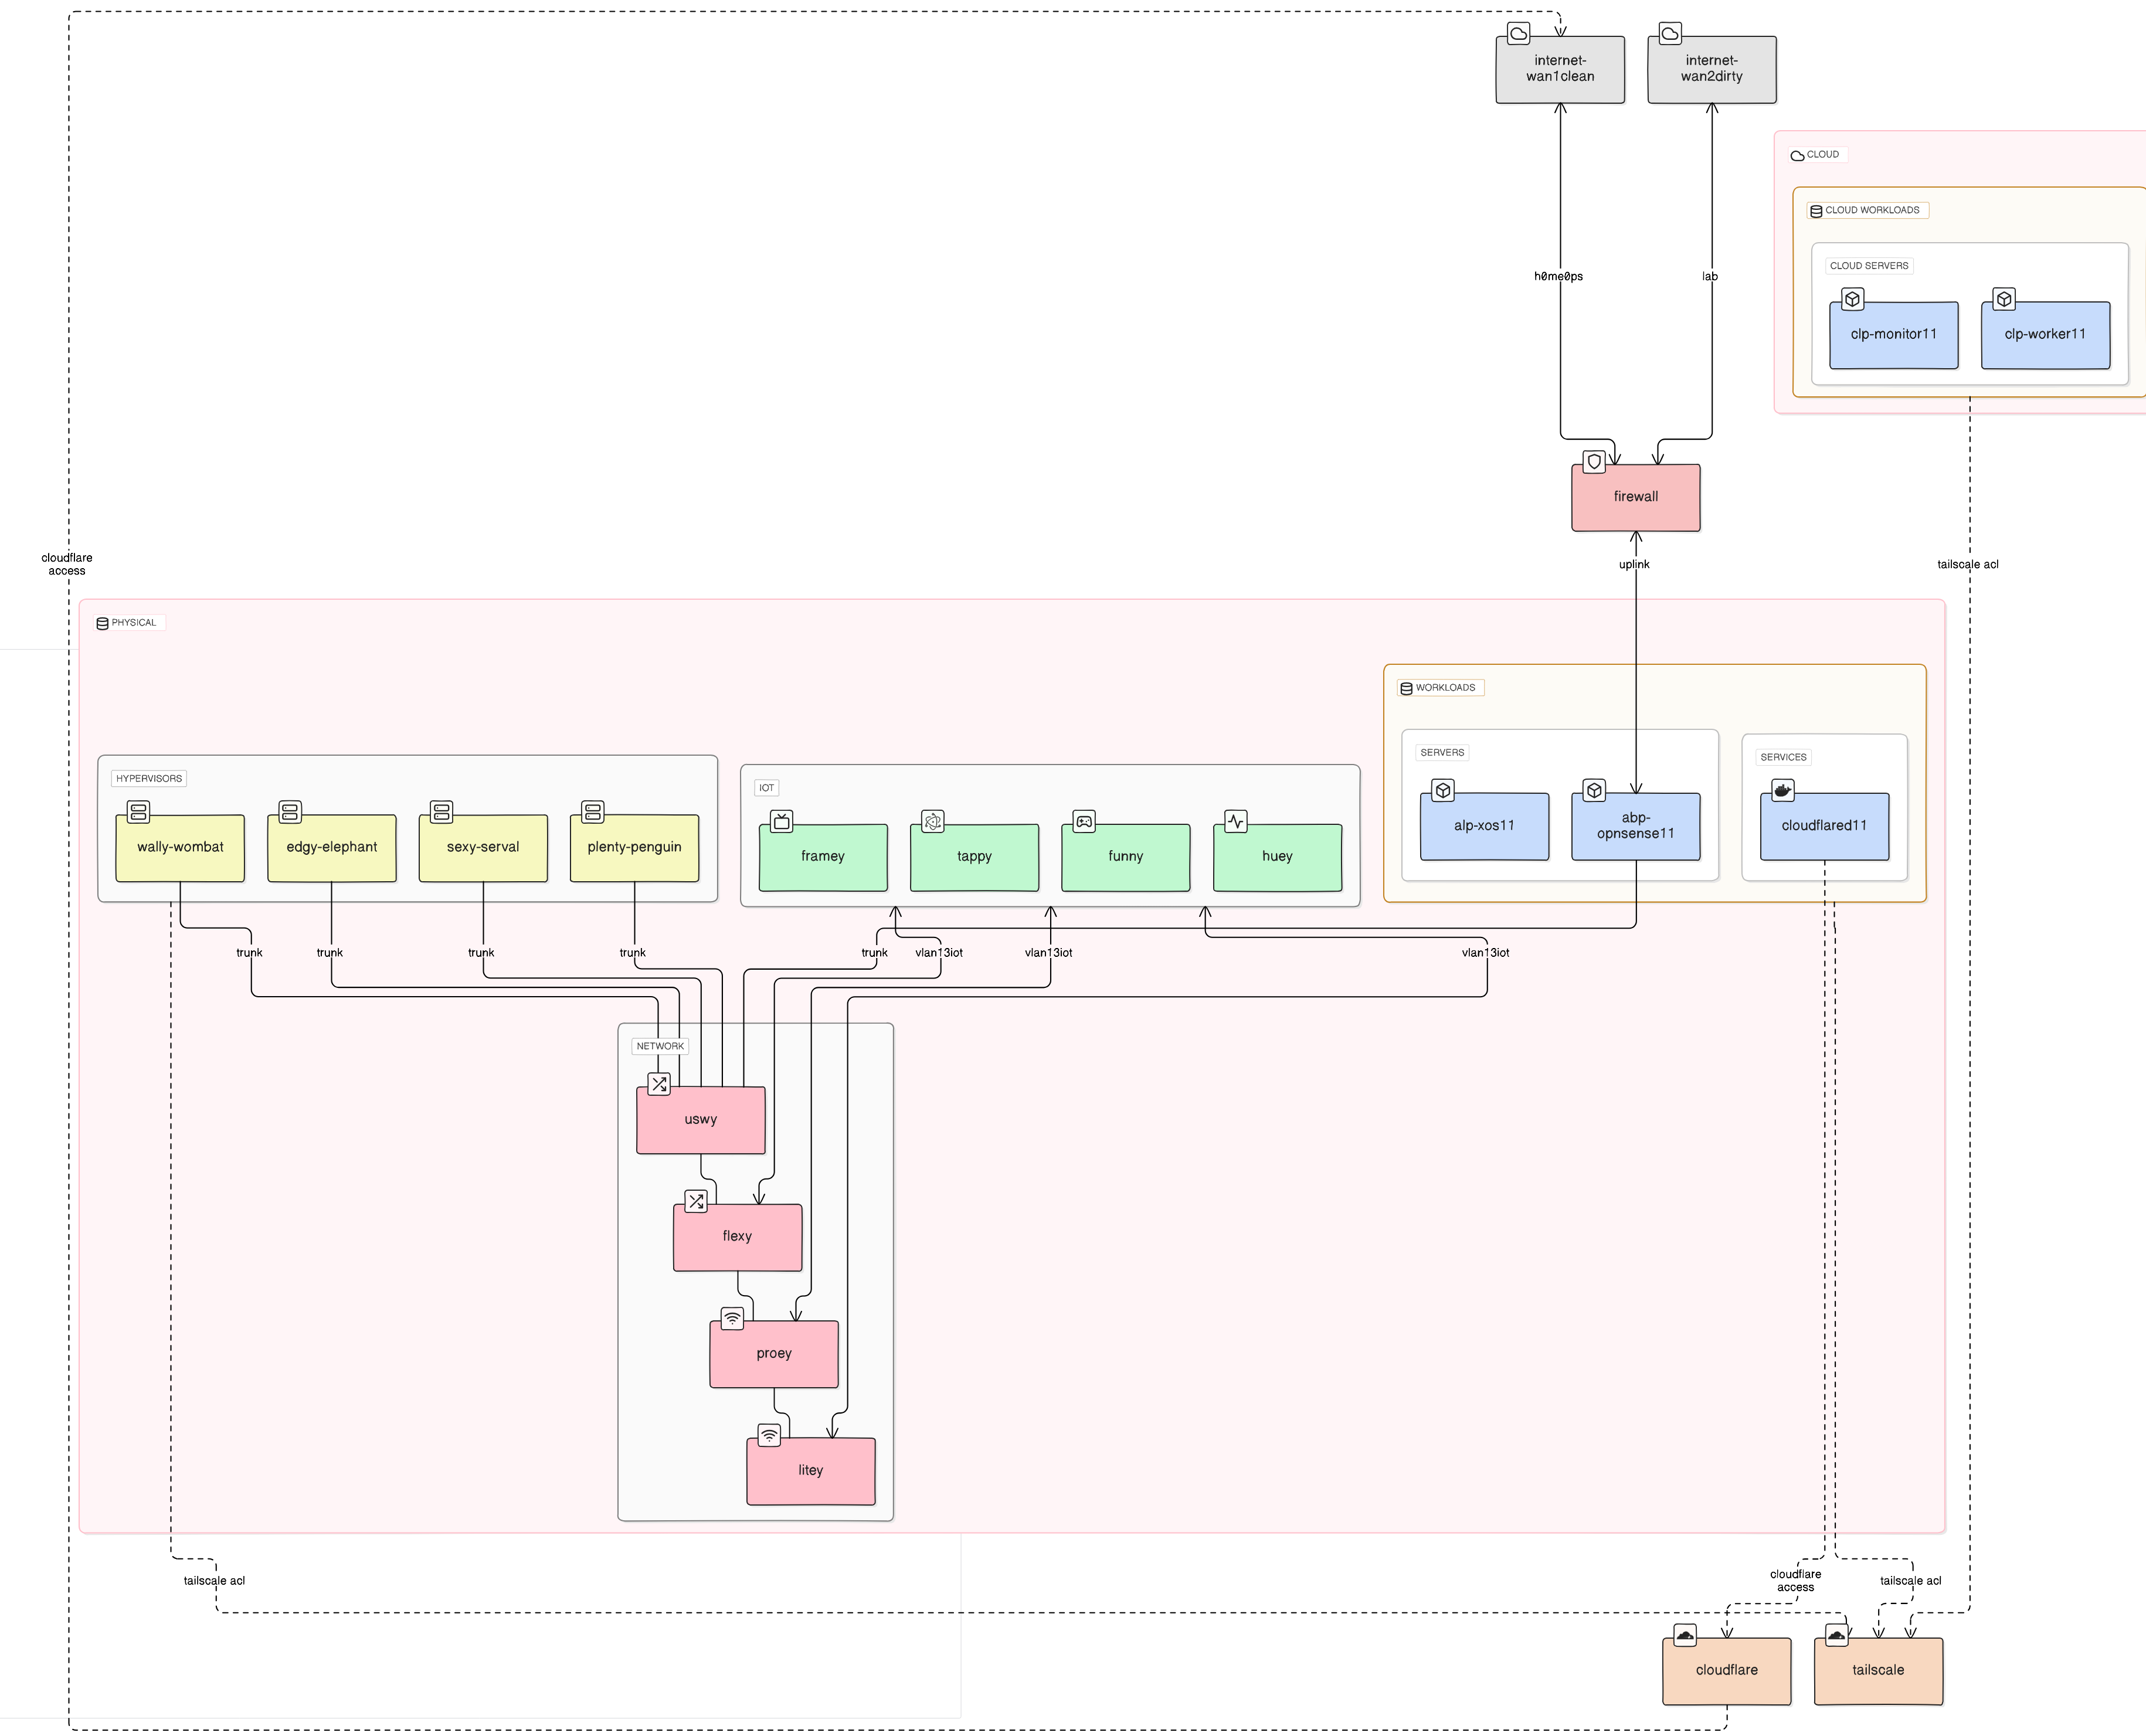 internet-
wan1clean
internet-
wan2dirty
CLOUD
CLOUD WORKLOADS
CLOUD SERVERS
h0me0ps
lab
clp-monitor11
clp-worker11
firewall
cloudflare
access
uplink
tailscale acl
PHYSICAL
WORKLOADS
SERVERS
SERVICES
HYPERVISORS
IOT
wally-wombat
edgy-elephant
sexy-serval
plenty-penguin
framey
tappy
funny
huey
alp-xos11
abp-
opnsense11
cloudflared11
trunk
trunk
trunk
trunk
trunk
vlan13iot
vlan13iot
vlan13iot
NETWORK
uswy
flexy
proey
litey
tailscale acl
cloudflare
access
tailscale acl
cloudflare
tailscale